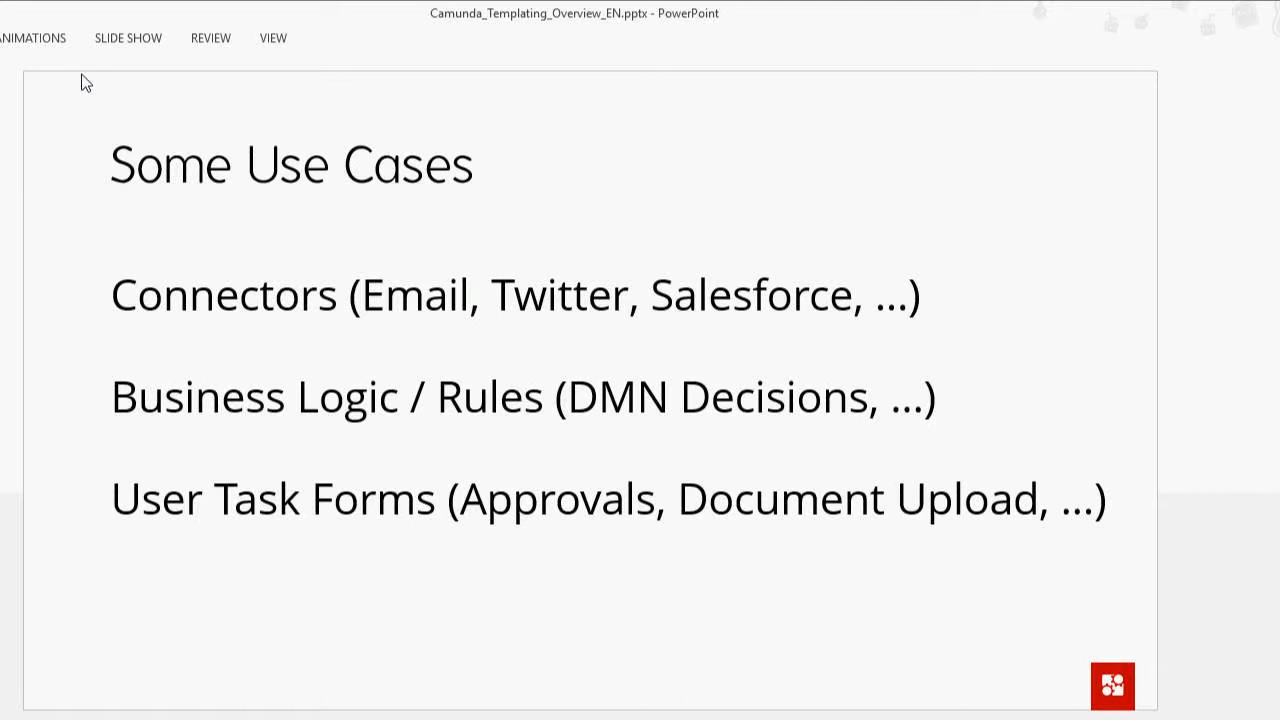 Camunda_Templating_Overview_EN.pptx - PowerPoint
ANIMATIONS SLIDE SHOW REVIEW VIEW
Some Use Cases
Connectors (Email, Twitter, Salesforce, ...)
Business Logic / Rules (DMN Decisions, ...)
User Task Forms (Approvals, Document Upload, ...)